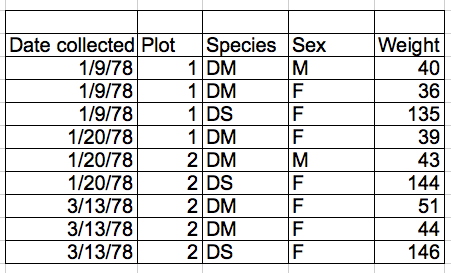 Date collected Plot Species Sex Weight
1/9/78 1 DM M 40
1/9/78 1 DM F 36
1/9/78 1 DS F 135
1/20/78 1 DM F 39
1/20/78 2 DM M 43
1/20/78 2 DS F 144
3/13/78 2 DM F 51
3/13/78 2 DM F 44
3/13/78 2 DS F 146